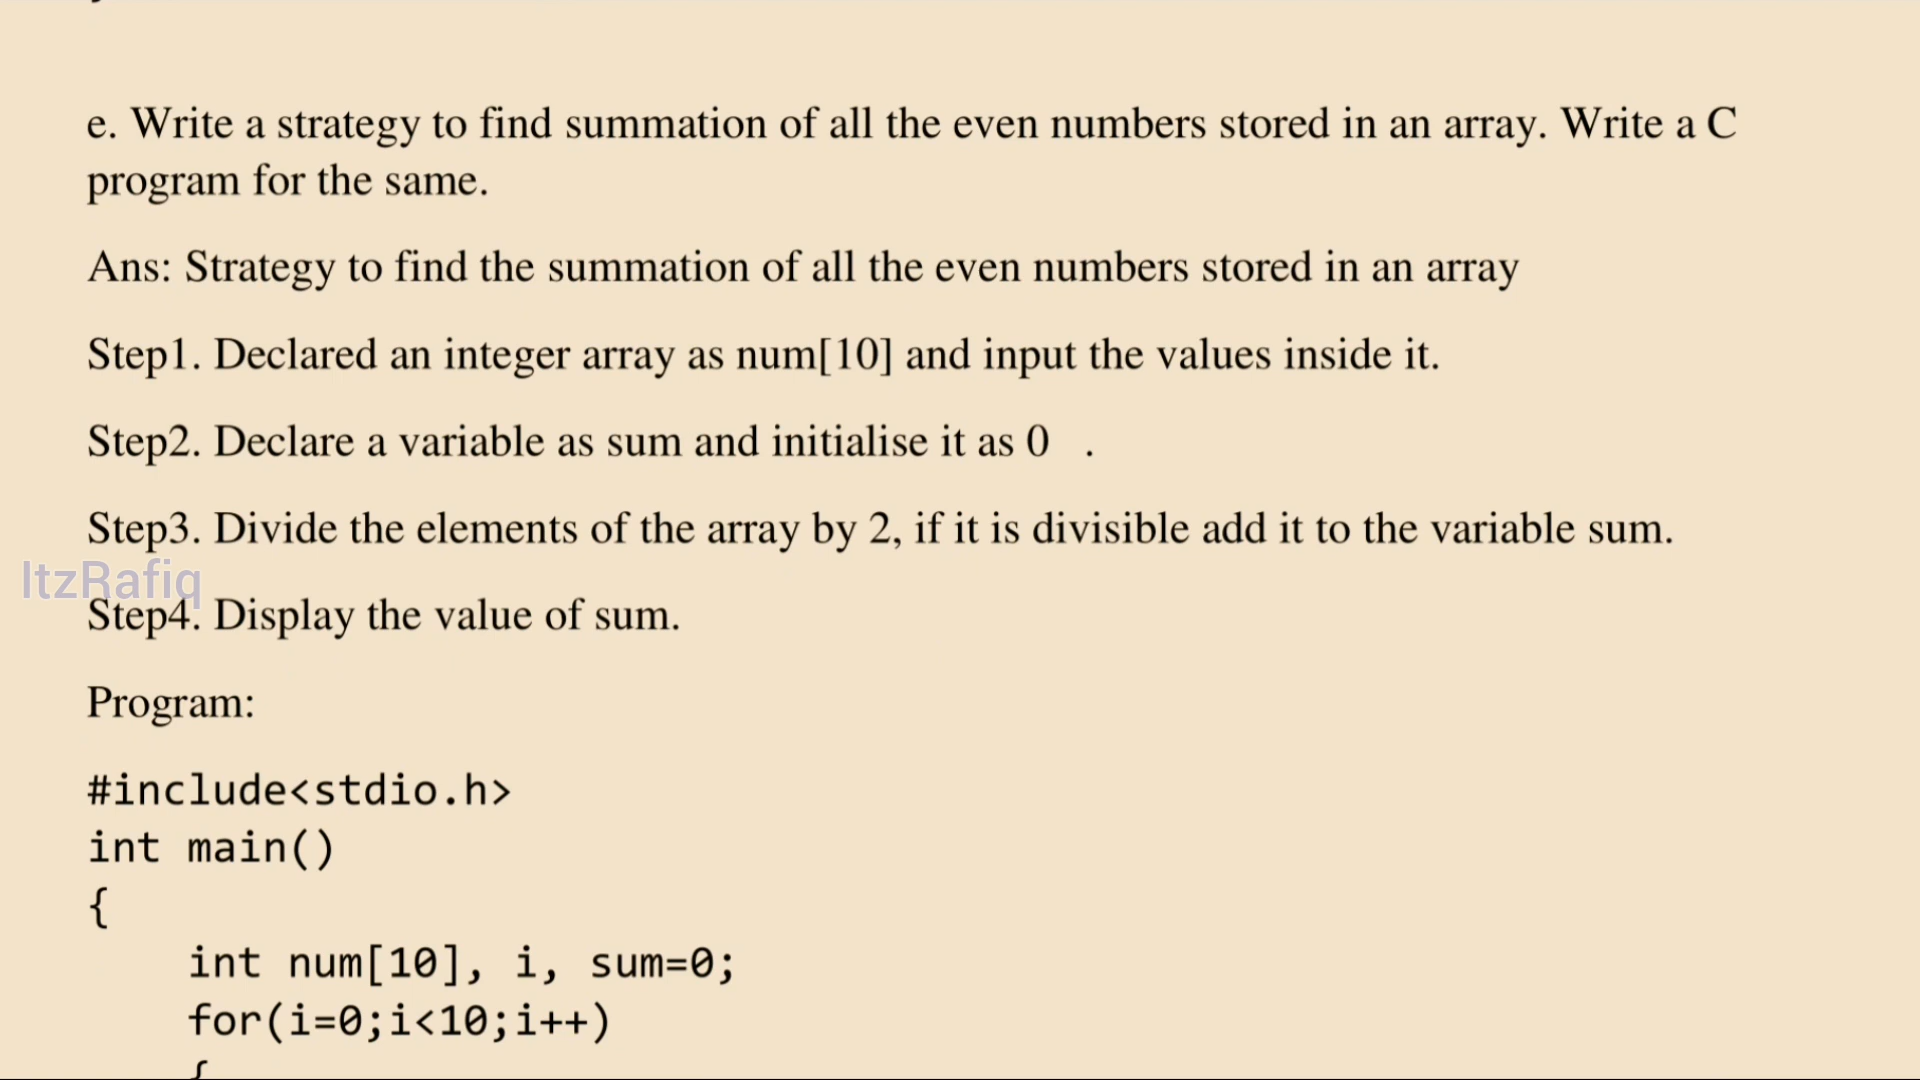 e. Write a strategy to find summation of all the even numbers stored in an array. Write a C
program for the same.
Ans: Strategy to find the summation of all the even numbers stored in an array
Step1. Declared an integer array as num[10] and input the values inside it.
Step2. Declare a variable as sum and initialise it as 0 .
Step3. Divide the elements of the array by 2, if it is divisible add it to the variable sum.
ItzRafiq
Step4. Display the value of sum.
Program:
#include<stdio.h>
int main()
{
int num[10], i, sum=0;
for(i=0;i<10;i++)
{